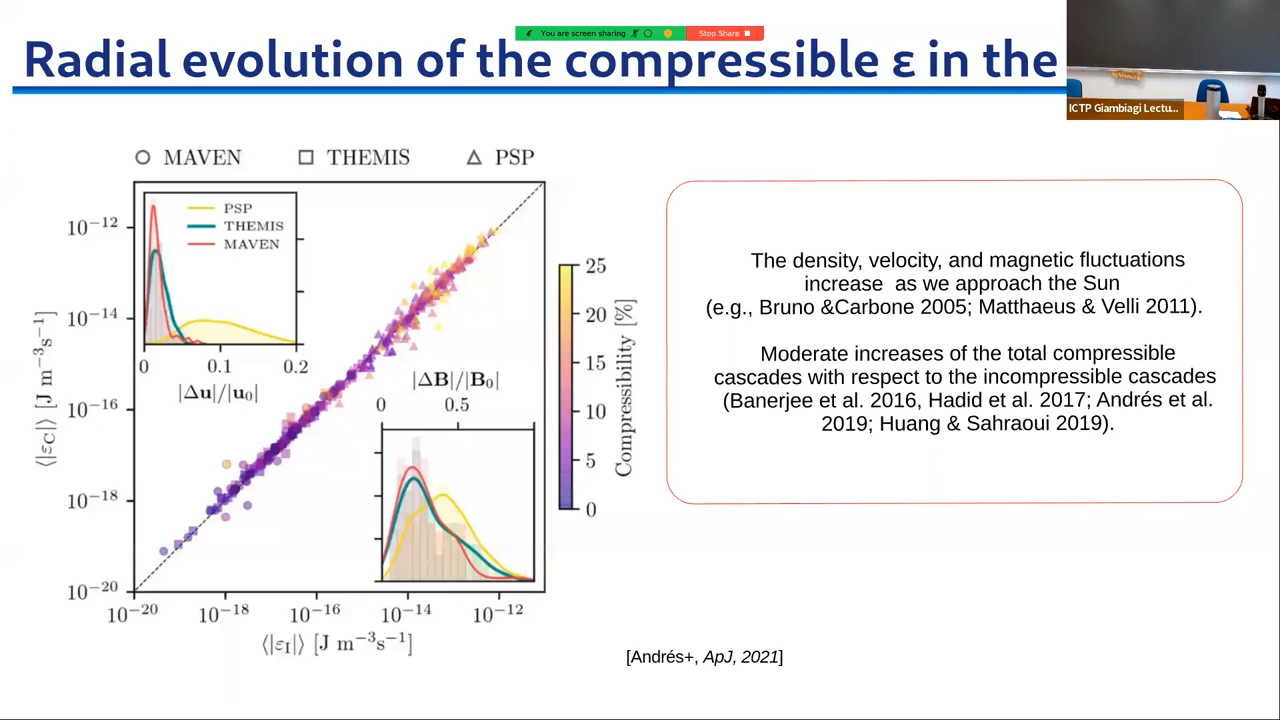 You are screen sharing
Stop Share
Radial evolution of the compressible ε in the
ICTP Giambiagi Lectu...
MAVEN THEMIS PSP
PSP
THEMIS
MAVEN
0 0.1 0.2
|Δu|/|u₀|
|ΔB|/|B₀|
0 0.5
10⁻¹²
10⁻¹⁴
10⁻¹⁶
10⁻¹⁸
10⁻²⁰
⟨|ε_C|⟩ [J m⁻³s⁻¹]
10⁻²⁰ 10⁻¹⁸ 10⁻¹⁶ 10⁻¹⁴ 10⁻¹²
⟨|ε_I|⟩ [J m⁻³s⁻¹]
25
20
15
10
5
0
Compressibility [%]
The density, velocity, and magnetic fluctuations
increase as we approach the Sun
(e.g., Bruno &Carbone 2005; Matthaeus & Velli 2011).
Moderate increases of the total compressible
cascades with respect to the incompressible cascades
(Banerjee et al. 2016, Hadid et al. 2017; Andrés et al.
2019; Huang & Sahraoui 2019).
[Andrés+, ApJ, 2021]